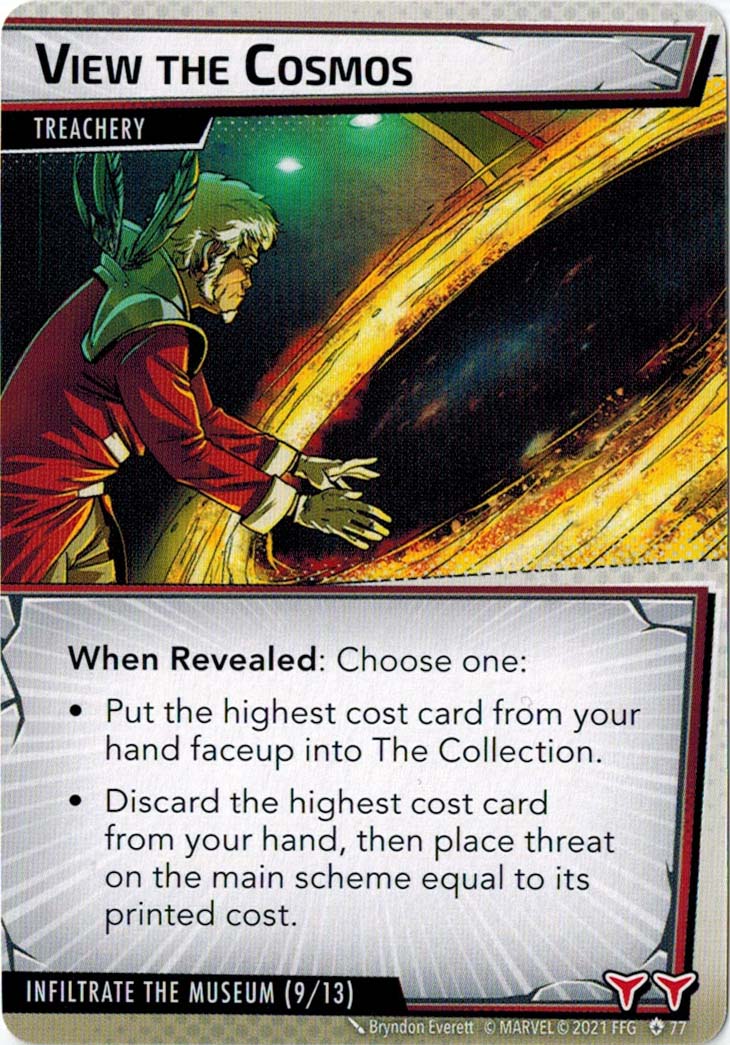 VIEW THE COSMOS
TREACHERY
When Revealed: Choose one:
• Put the highest cost card from your
hand faceup into The Collection.
• Discard the highest cost card
from your hand, then place threat
on the main scheme equal to its
printed cost.
INFILTRATE THE MUSEUM (9/13)
Bryndon Everett © MARVEL © 2021 FFG 77